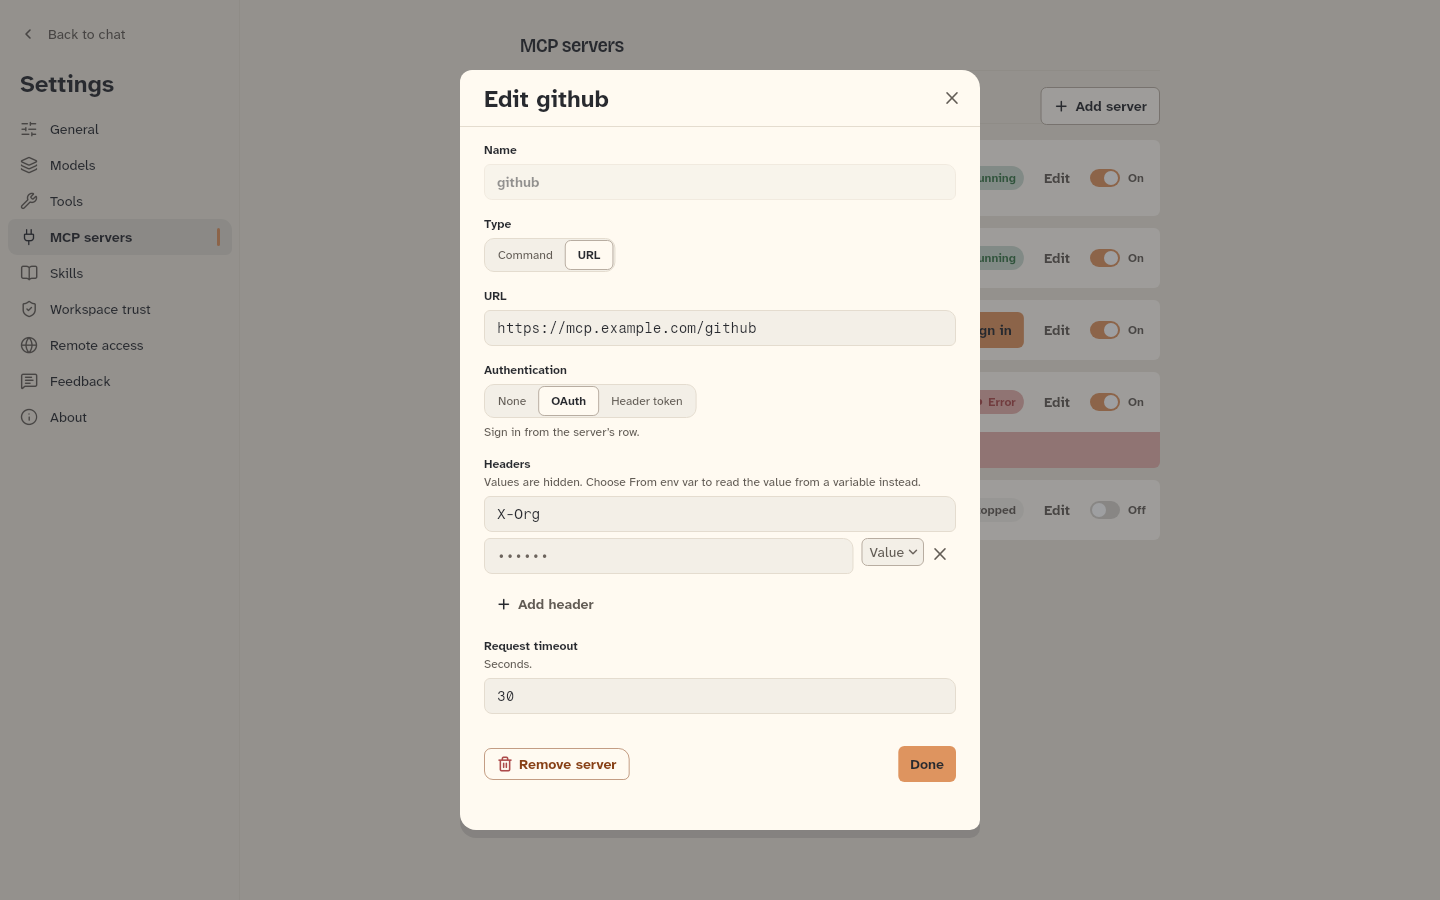 Back to chat
Settings
General
Models
Tools
MCP servers
Skills
Workspace trust
Remote access
Feedback
About
MCP servers
Add server
Edit
On
Edit
On
Edit
On
Error
Edit
On
Edit
Off
Edit github
Name
github
Type
Command
URL
URL
https://mcp.example.com/github
Authentication
None
OAuth
Header token
Sign in from the server's row.
Headers
Values are hidden. Choose From env var to read the value from a variable instead.
X-Org
••••••
Value
Add header
Request timeout
Seconds.
30
Remove server
Done